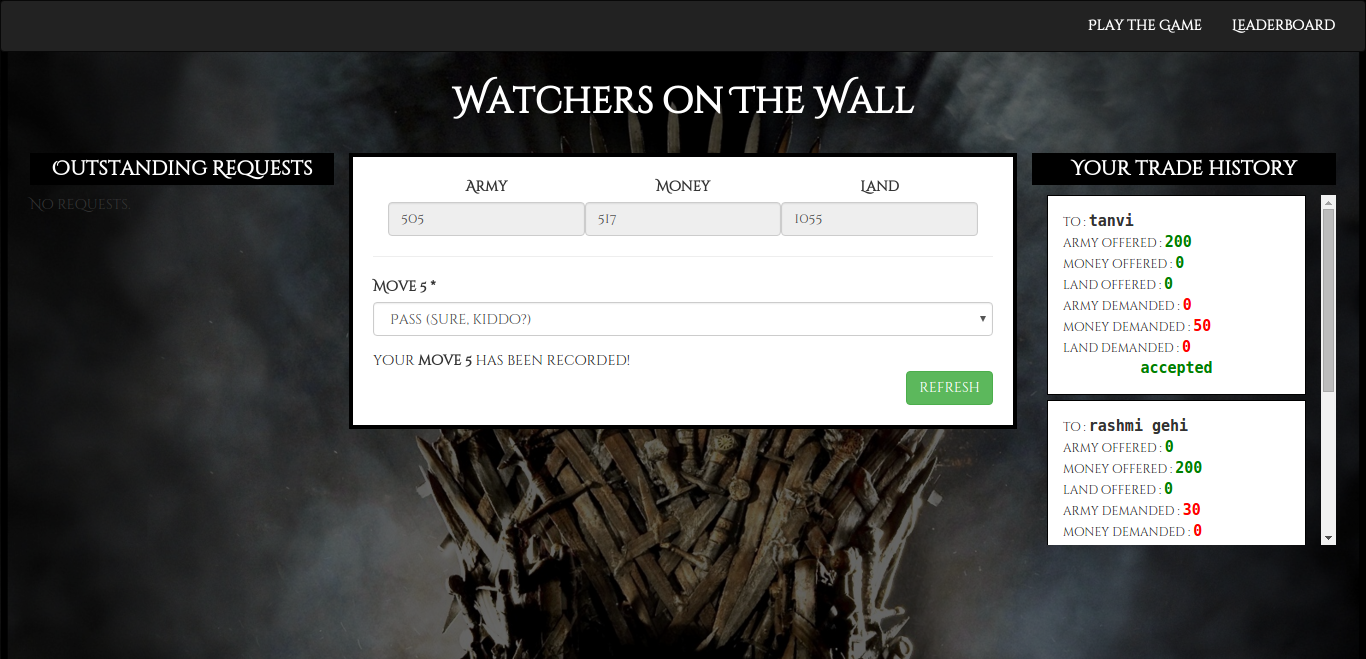 Play the Game
Leaderboard
Watchers on the Wall
Outstanding Requests
No requests.
Army
Money
Land
505
517
1055
Move 5 *
Pass (Sure, kiddo?)
Your Move 5 has been recorded!
Refresh
Your trade history
To : tanvi
Army offered : 200
Money offered : 0
Land offered : 0
Army demanded : 0
Money demanded : 50
Land demanded : 0
accepted
To : rashmi gehi
Army offered : 0
Money offered : 200
Land offered : 0
Army demanded : 30
Money demanded : 0